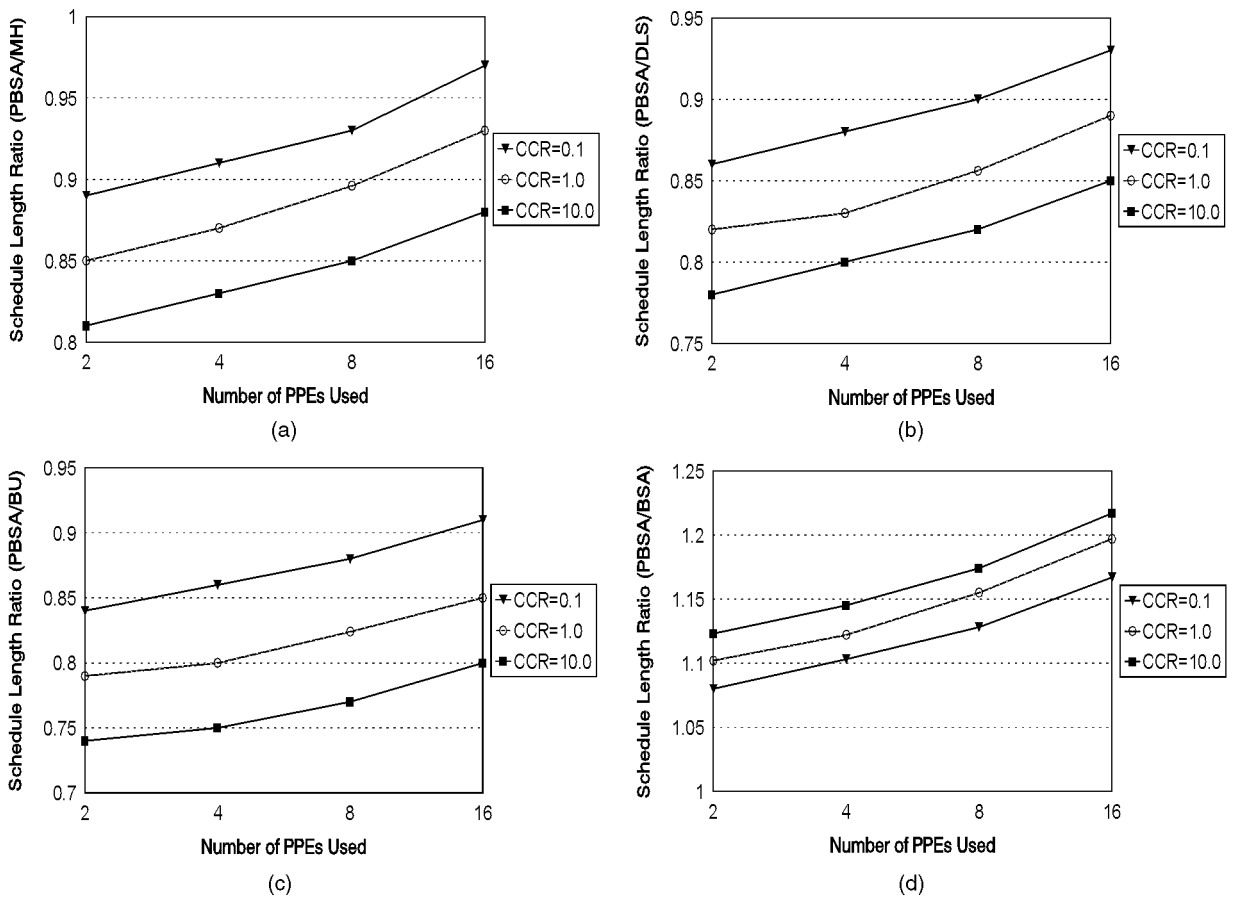 Schedule Length Ratio (PBSA/MH)
1
0.95
0.9
0.85
0.8
2 4 8 16
Number of PPEs Used
CCR=0.1
CCR=1.0
CCR=10.0
(a)
Schedule Length Ratio (PBSA/DLS)
0.95
0.9
0.85
0.8
0.75
2 4 8 16
Number of PPEs Used
CCR=0.1
CCR=1.0
CCR=10.0
(b)
Schedule Length Ratio (PBSA/BU)
0.95
0.9
0.85
0.8
0.75
0.7
2 4 8 16
Number of PPEs Used
CCR=0.1
CCR=1.0
CCR=10.0
(c)
Schedule Length Ratio (PBSA/BSA)
1.25
1.2
1.15
1.1
1.05
1
2 4 8 16
Number of PPEs Used
CCR=0.1
CCR=1.0
CCR=10.0
(d)